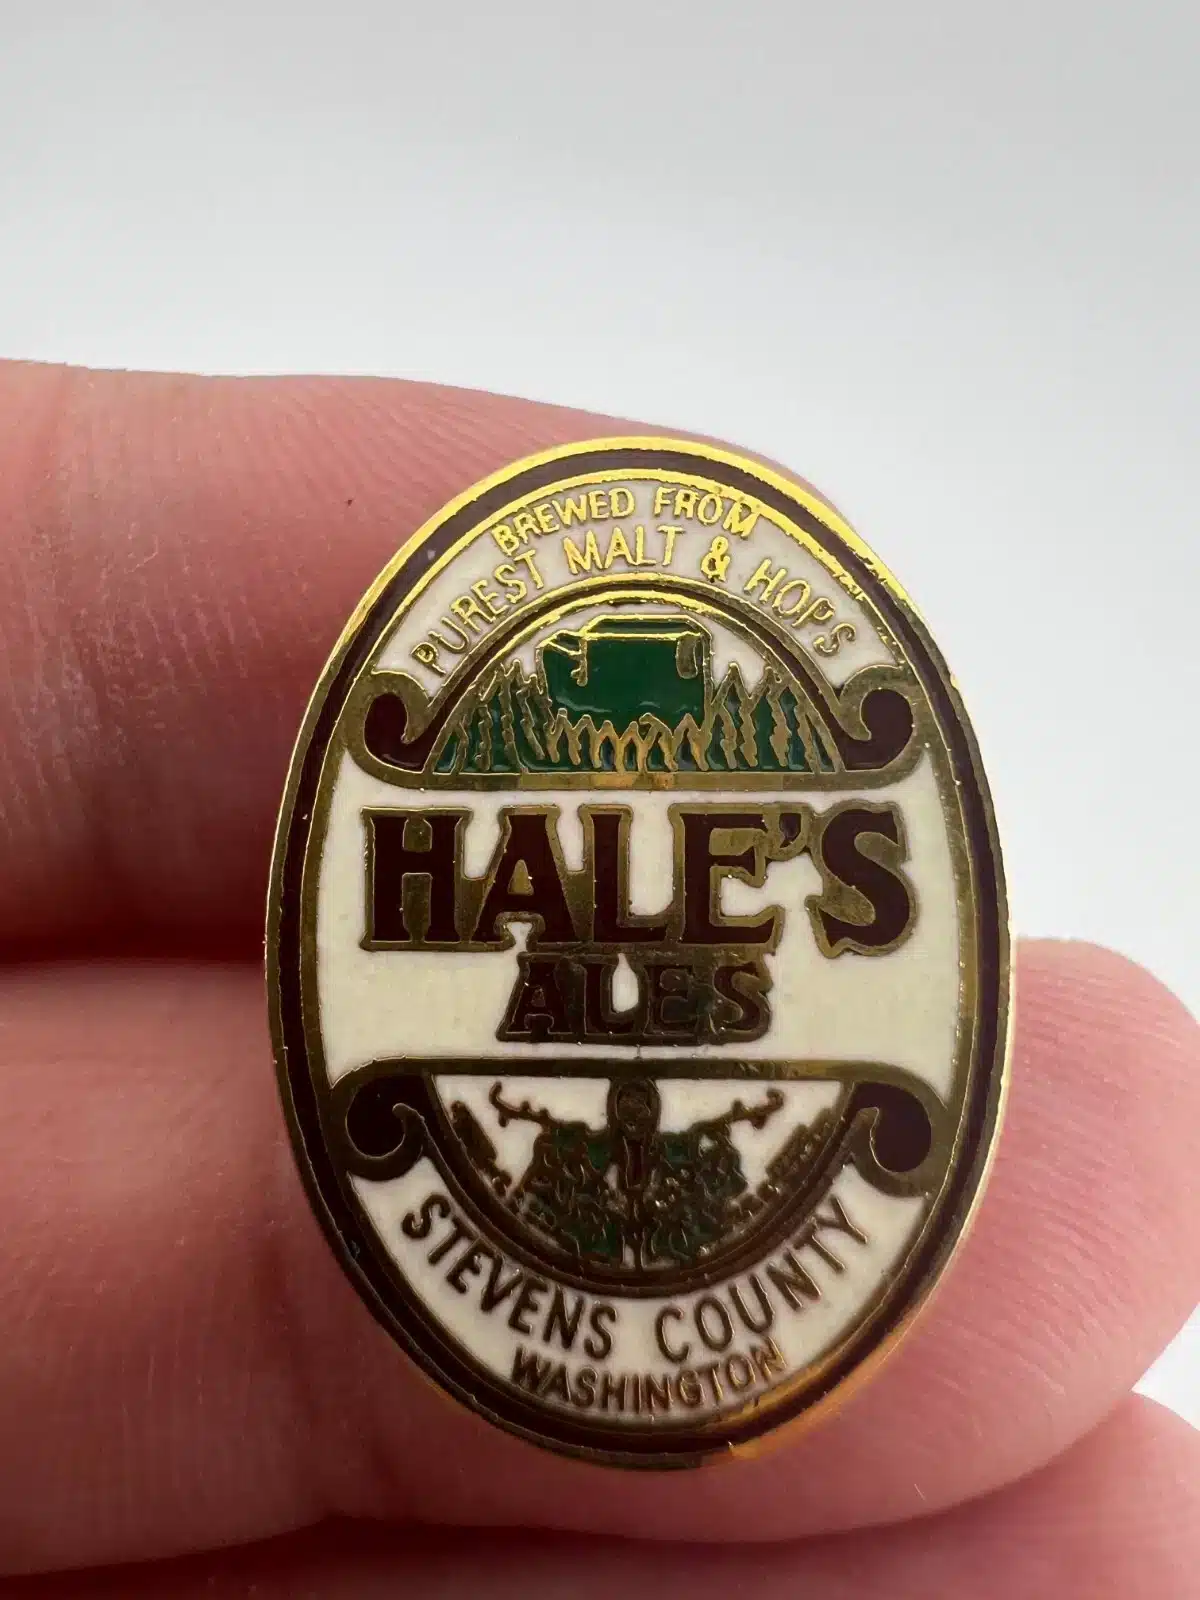 BREWED FROM
PUREST MALT & HOPS
HALE'S
ALES
STEVENS COUNTY
WASHINGTON